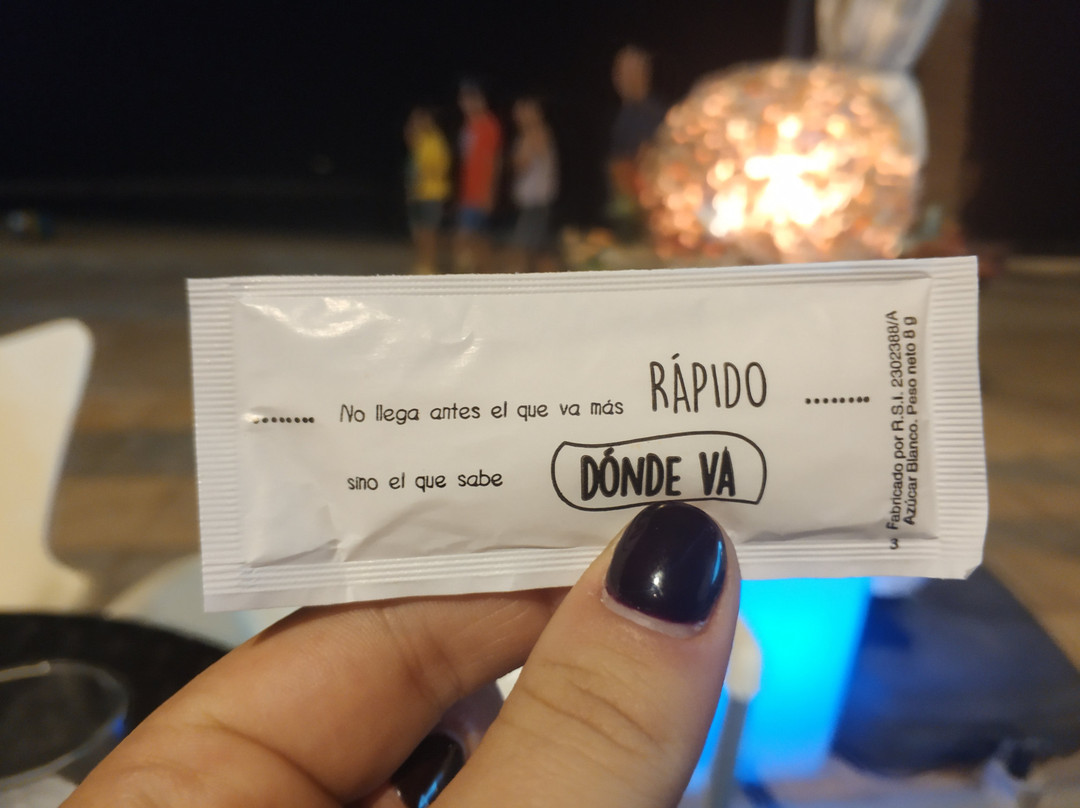 ........ No llega antes el que va más RÁPIDO ........
sino el que sabe DÓNDE VA
Fabricado por R.S.I. 2302388/A
Azúcar Blanco. Peso neto 8 g
3